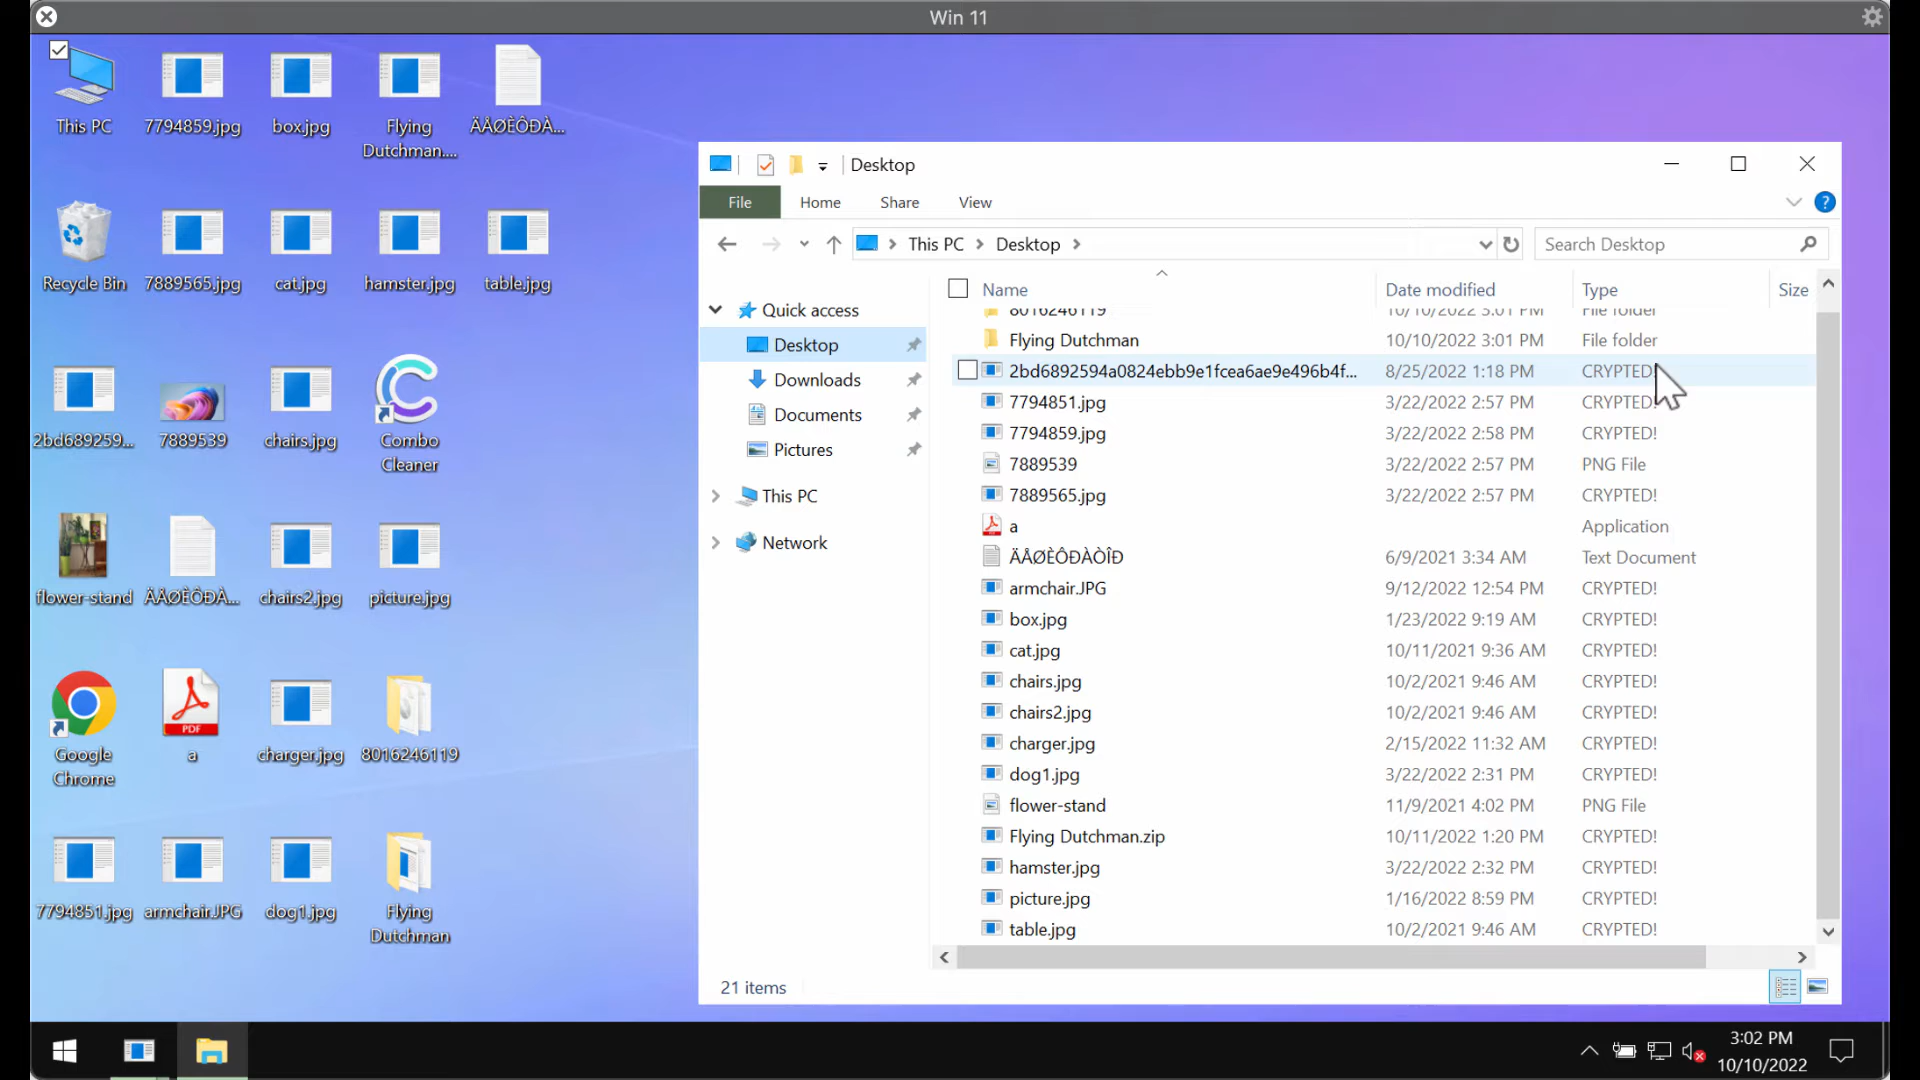 Win 11
This PC
7794859.jpg
box.jpg
Flying
Dutchman....
ÄÅØÈÔÐÀ...
Recycle Bin
7889565.jpg
cat.jpg
hamster.jpg
table.jpg
2bd689259...
7889539
chairs.jpg
Combo
Cleaner
flower-stand
ÄÅØÈÔÐÀ...
chairs2.jpg
picture.jpg
Google
Chrome
PDF
a
charger.jpg
8016246119
7794851.jpg
armchair.JPG
dog1.jpg
Flying
Dutchman
Desktop
File Home Share View
This PC Desktop
Search Desktop
Quick access
Desktop
Downloads
Documents
Pictures
This PC
Network
Name Date modified Type Size
8016246119 10/10/2022 3:01 PM File folder
Flying Dutchman 10/10/2022 3:01 PM File folder
2bd6892594a0824ebb9e1fcea6ae9e496b4f... 8/25/2022 1:18 PM CRYPTED!
7794851.jpg 3/22/2022 2:57 PM CRYPTED!
7794859.jpg 3/22/2022 2:58 PM CRYPTED!
7889539 3/22/2022 2:57 PM PNG File
7889565.jpg 3/22/2022 2:57 PM CRYPTED!
a Application
ÄÅØÈÔÐÀÒÎÐ 6/9/2021 3:34 AM Text Document
armchair.JPG 9/12/2022 12:54 PM CRYPTED!
box.jpg 1/23/2022 9:19 AM CRYPTED!
cat.jpg 10/11/2021 9:36 AM CRYPTED!
chairs.jpg 10/2/2021 9:46 AM CRYPTED!
chairs2.jpg 10/2/2021 9:46 AM CRYPTED!
charger.jpg 2/15/2022 11:32 AM CRYPTED!
dog1.jpg 3/22/2022 2:31 PM CRYPTED!
flower-stand 11/9/2021 4:02 PM PNG File
Flying Dutchman.zip 10/11/2022 1:20 PM CRYPTED!
hamster.jpg 3/22/2022 2:32 PM CRYPTED!
picture.jpg 1/16/2022 8:59 PM CRYPTED!
table.jpg 10/2/2021 9:46 AM CRYPTED!
21 items
3:02 PM
10/10/2022